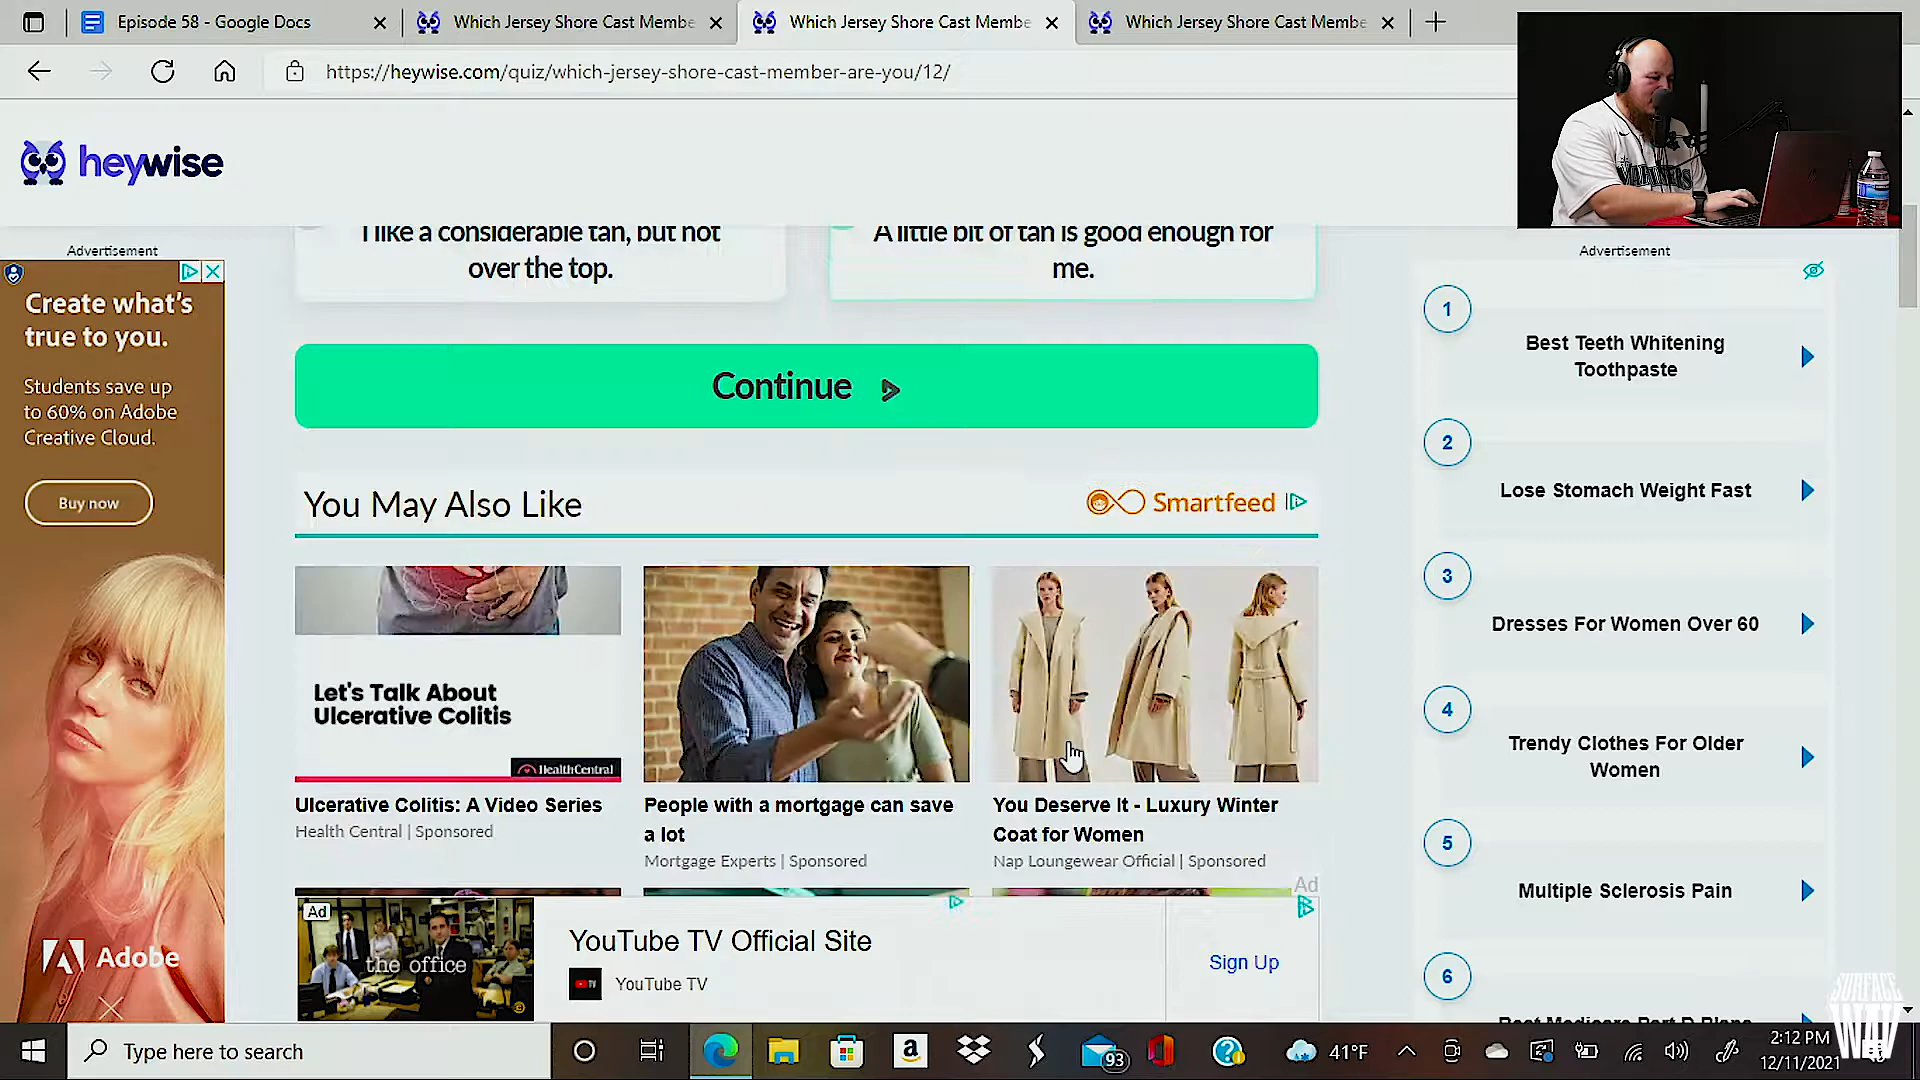 Episode 58 - Google Docs
Which Jersey Shore Cast Membe
Which Jersey Shore Cast Membe
Which Jersey Shore Cast Membe
https://heywise.com/quiz/which-jersey-shore-cast-member-are-you/12/
heywise
MARINERS
Advertisement
Create what's
true to you.
Students save up
to 60% on Adobe
Creative Cloud.
Buy now
Adobe
I like a considerable tan, but not
over the top.
A little bit of tan is good enough for
me.
Continue
You May Also Like
Smartfeed
Let's Talk About
Ulcerative Colitis
HealthCentral
Ulcerative Colitis: A Video Series
Health Central | Sponsored
People with a mortgage can save
a lot
Mortgage Experts | Sponsored
You Deserve It - Luxury Winter
Coat for Women
Nap Loungewear Official | Sponsored
Ad
Ad
the office
YouTube TV Official Site
YouTube TV
Sign Up
Advertisement
1
Best Teeth Whitening
Toothpaste
2
Lose Stomach Weight Fast
3
Dresses For Women Over 60
4
Trendy Clothes For Older
Women
5
Multiple Sclerosis Pain
6
Best Medicare Part D Plans
SURFACE
WAV
Type here to search
93
41°F
2:12 PM
12/11/2021